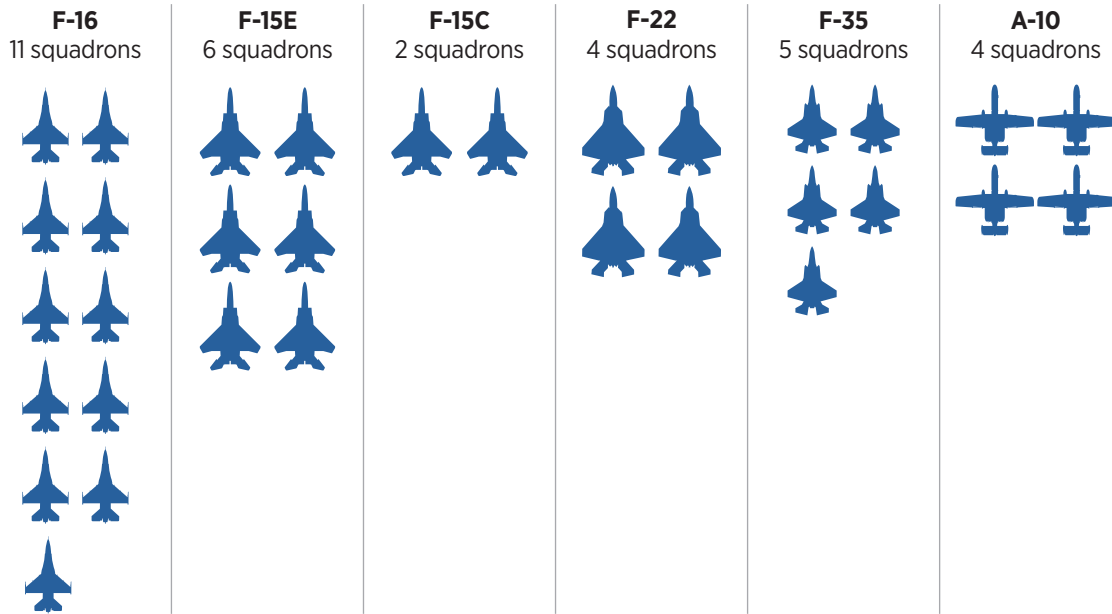 F-16
11 squadrons
F-15E
6 squadrons
F-15C
2 squadrons
F-22
4 squadrons
F-35
5 squadrons
A-10
4 squadrons